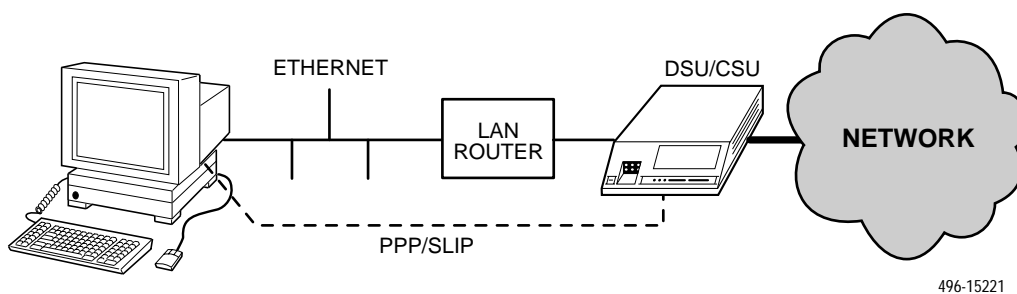 ETHERNET
DSU/CSU
LAN
ROUTER
NETWORK
PPP/SLIP
496-15221